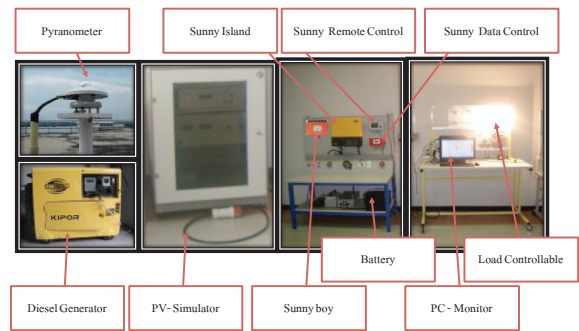 Pyranometer
Sunny Island
Sunny Remote Control
Sunny Data Control
KIPOR
Battery
Load Controllable
Diesel Generator
PV- Simulator
Sunny boy
PC - Monitor